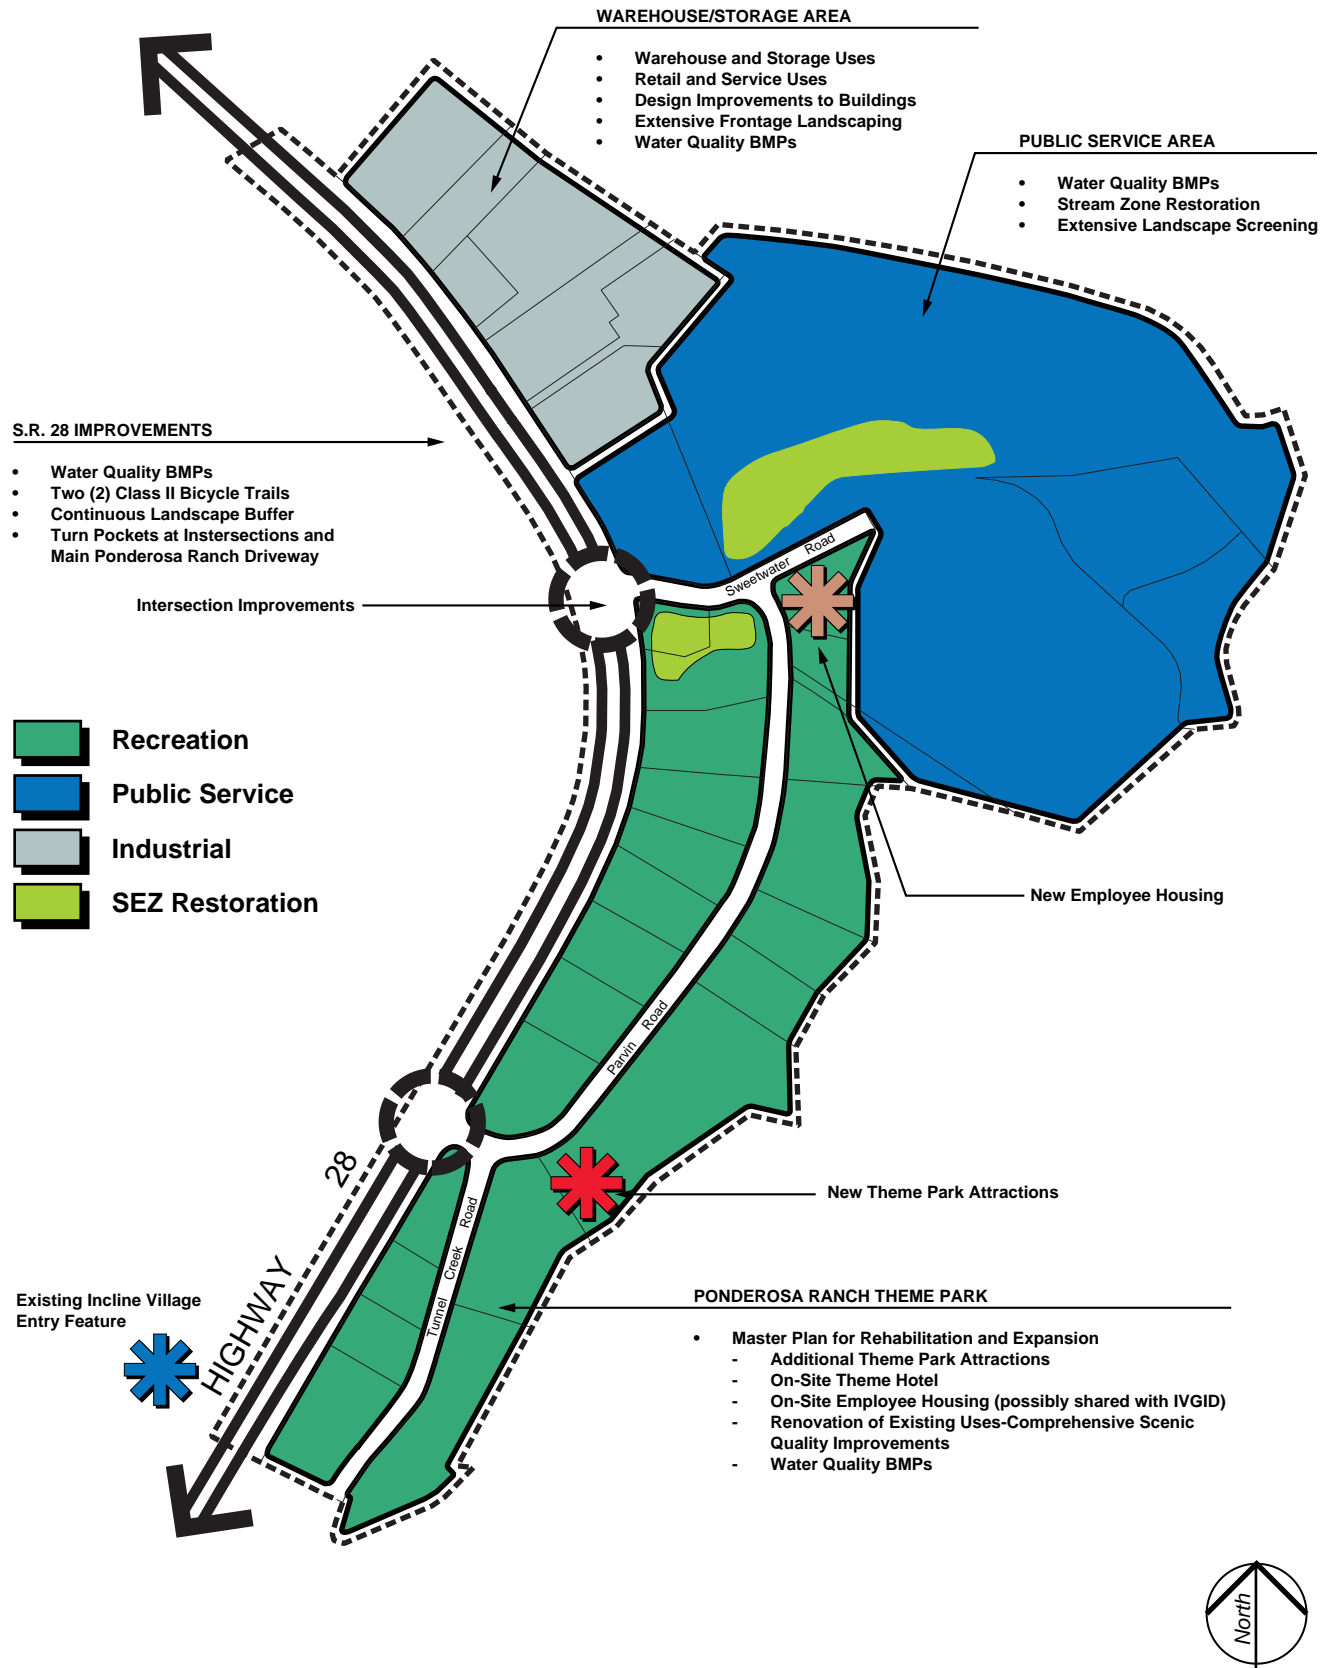 WAREHOUSE/STORAGE AREA
• Warehouse and Storage Uses
• Retail and Service Uses
• Design Improvements to Buildings
• Extensive Frontage Landscaping
• Water Quality BMPs
PUBLIC SERVICE AREA
• Water Quality BMPs
• Stream Zone Restoration
• Extensive Landscape Screening
S.R. 28 IMPROVEMENTS
• Water Quality BMPs
• Two (2) Class II Bicycle Trails
• Continuous Landscape Buffer
• Turn Pockets at Instersections and
Main Ponderosa Ranch Driveway
Sweetwater Road
Intersection Improvements
Recreation
Public Service
Industrial
SEZ Restoration
New Employee Housing
Parvin Road
28
HIGHWAY
New Theme Park Attractions
Tunnel Creek Road
Existing Incline Village
Entry Feature
PONDEROSA RANCH THEME PARK
• Master Plan for Rehabilitation and Expansion
- Additional Theme Park Attractions
- On-Site Theme Hotel
- On-Site Employee Housing (possibly shared with IVGID)
- Renovation of Existing Uses-Comprehensive Scenic
Quality Improvements
- Water Quality BMPs
North